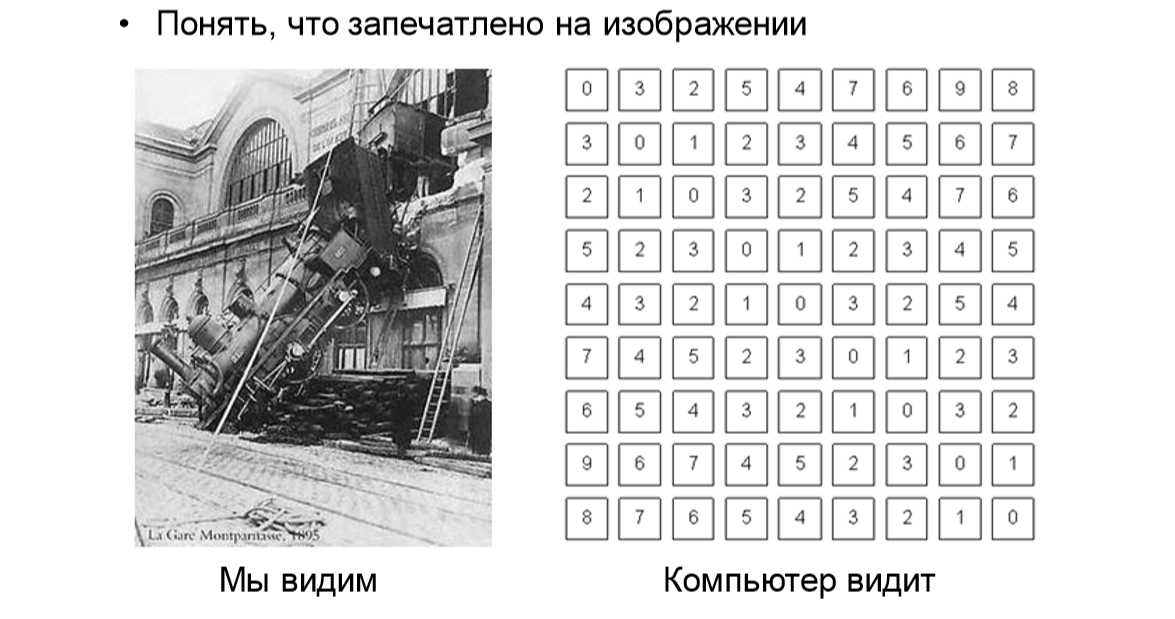 • Понять, что запечатлено на изображении
0 3 2 5 4 7 6 9 8
3 0 1 2 3 4 5 6 7
2 1 0 3 2 5 4 7 6
5 2 3 0 1 2 3 4 5
4 3 2 1 0 3 2 5 4
7 4 5 2 3 0 1 2 3
6 5 4 3 2 1 0 3 2
9 6 7 4 5 2 3 0 1
8 7 6 5 4 3 2 1 0
La Gare Montparnasse, 1895
Мы видим
Компьютер видит